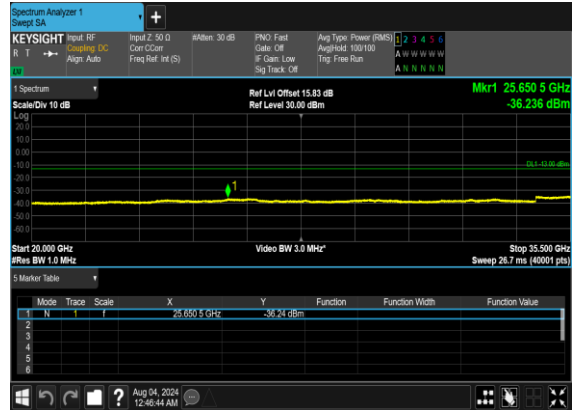 Spectrum Analyzer 1
Swept SA
+
KEYSIGHT
R T
Input: RF
Coupling: DC
Align: Auto
Input Z: 50 Ω
Corr CCorr
Freq Ref: Int (S)
#Atten: 30 dB
PNO: Fast
Gate: Off
IF Gain: Low
Sig Track: Off
Avg Type: Power (RMS)
Avg|Hold: 100/100
Trig: Free Run
1 2 3 4 5 6
A W W W W W
A N N N N N
1 Spectrum
Scale/Div 10 dB
Ref Lvl Offset 15.83 dB
Ref Level 30.00 dBm
Mkr1 25.650 5 GHz
-36.236 dBm
Log
20.0
10.0
0.00
-10.0
-20.0
-30.0
-40.0
-50.0
-60.0
DL1 -13.00 dBm
1
Start 20.000 GHz
#Res BW 1.0 MHz
Video BW 3.0 MHz*
Stop 35.500 GHz
Sweep 26.7 ms (40001 pts)
5 Marker Table
Mode Trace Scale X Y Function Function Width Function Value
1 N 1 f 25.650 5 GHz -36.24 dBm
2
3
4
5
6
?
Aug 04, 2024
12:46:44 AM